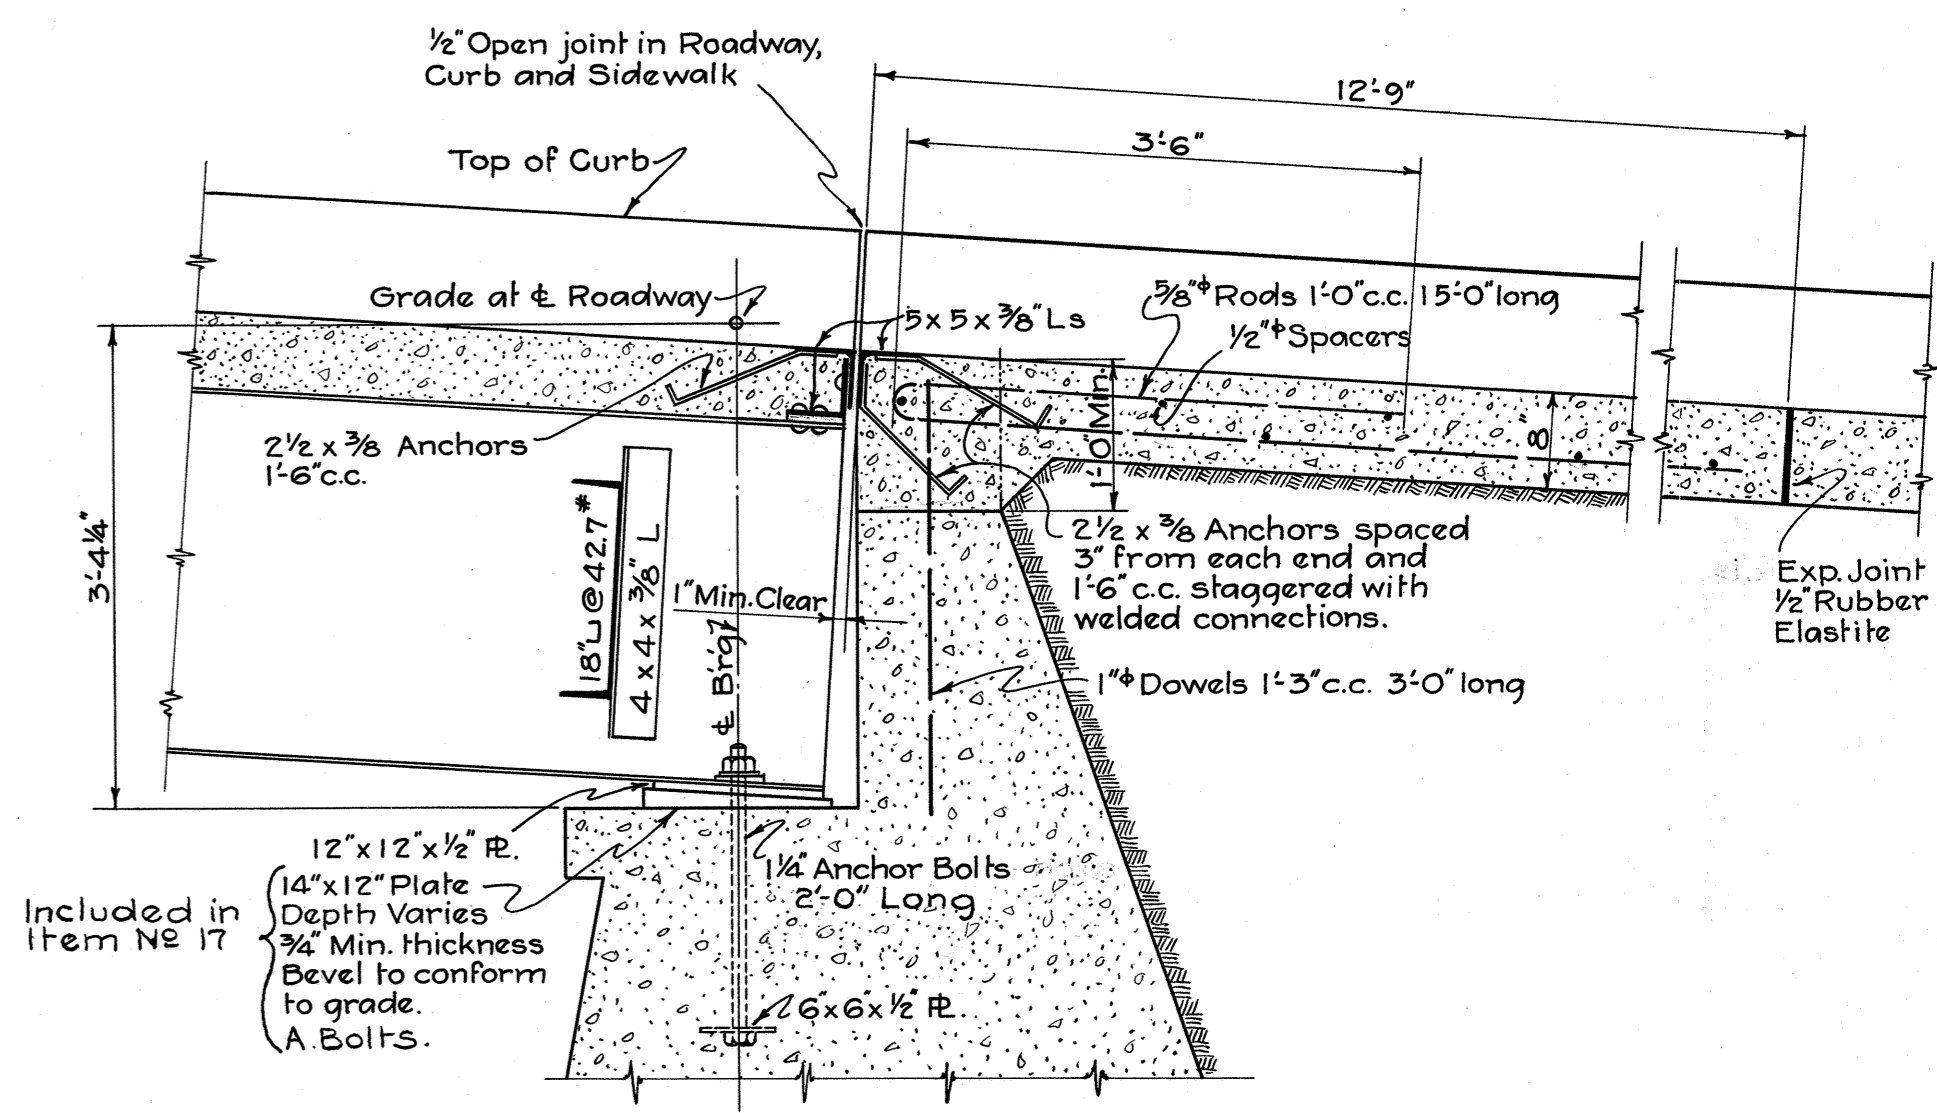 ½" Open joint in Roadway,
Curb and Sidewalk
12'-9"
3'-6"
Top of Curb
Grade at ℄ Roadway
5 x 5 x ⅜" Ls
⅝"ϕ Rods 1'-0" c.c. 15'-0" long
½"ϕ Spacers
2½ x ⅜ Anchors
1'-6" c.c.
1'-0" Min.
8"
3'-4¼"
18" ⊔ @ 42.7#
4 x 4 x ⅜" L
1" Min. Clear
℄ Br'g
2½ x ⅜ Anchors spaced
3" from each end and
1'-6" c.c. staggered with
welded connections.
Exp. Joint
½" Rubber
Elastite
1"ϕ Dowels 1'-3" c.c. 3'-0" long
12" x 12" x ½" PL.
1¼" Anchor Bolts
2'-0" Long
Included in
Item No 17
14" x 12" Plate
Depth Varies
¾" Min. thickness
Bevel to conform
to grade.
A. Bolts.
6" x 6" x ½" PL.